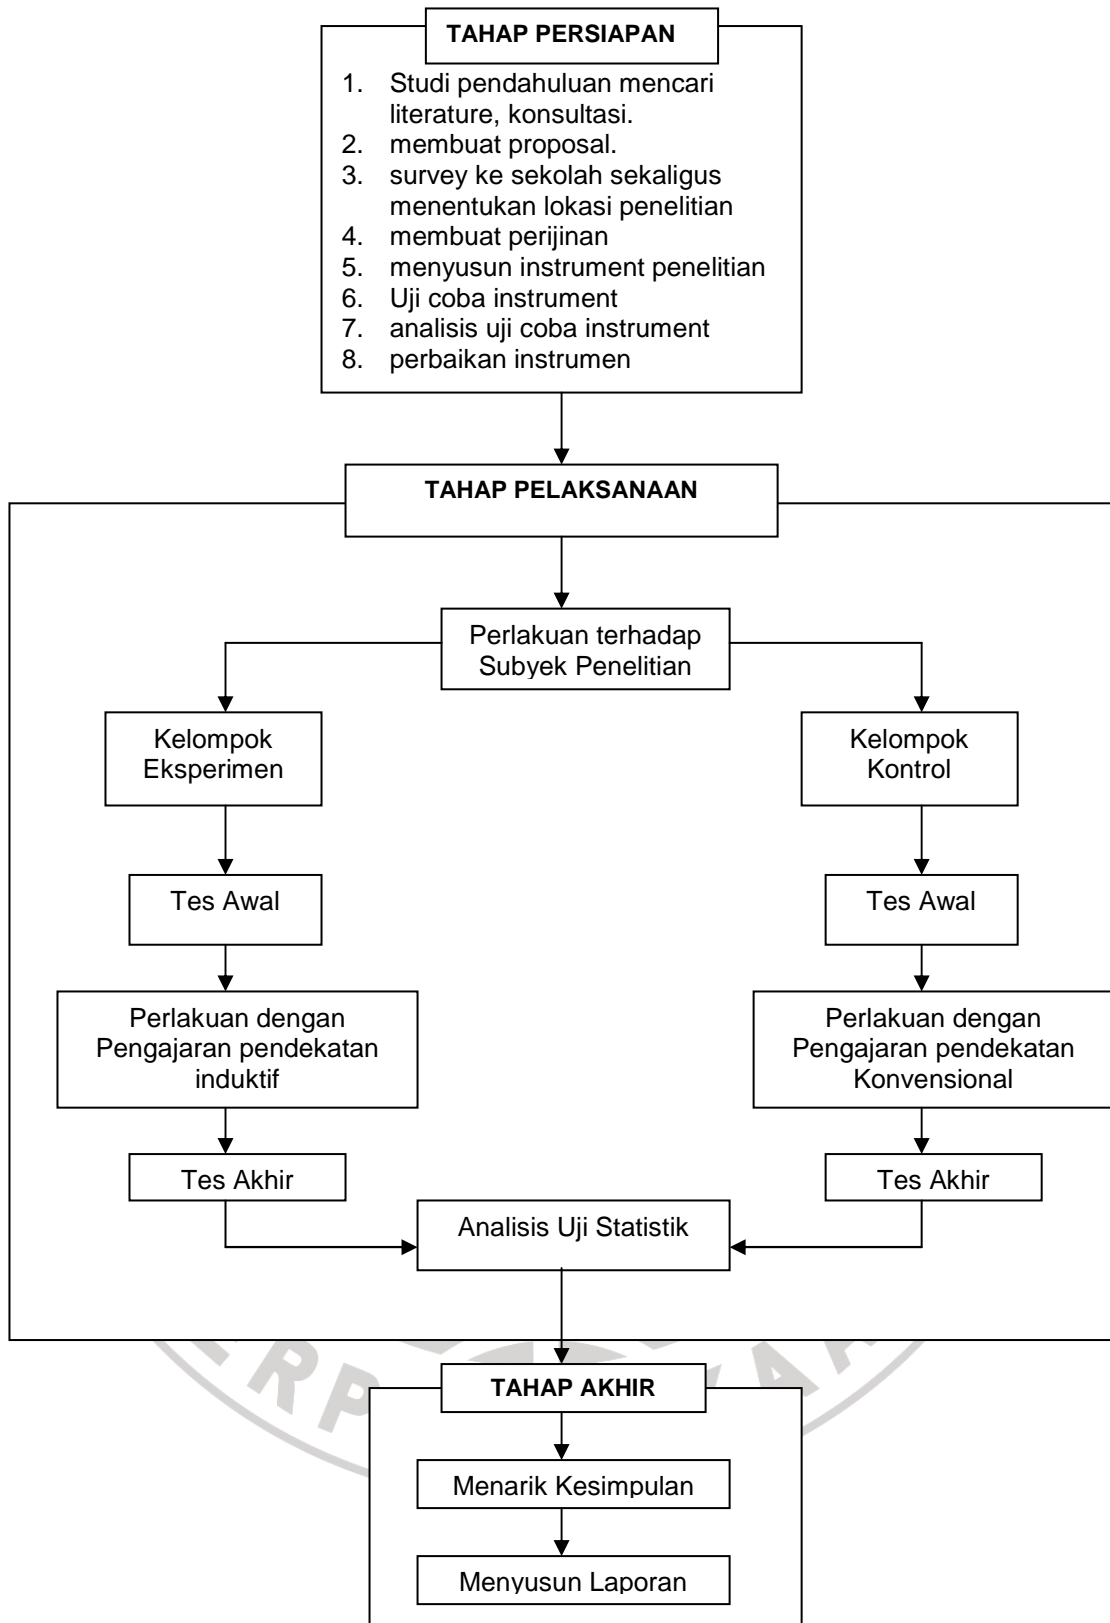 TAHAP PERSIAPAN
1. Studi pendahuluan mencari
literature, konsultasi.
2. membuat proposal.
3. survey ke sekolah sekaligus
menentukan lokasi penelitian
4. membuat perijinan
5. menyusun instrument penelitian
6. Uji coba instrument
7. analisis uji coba instrument
8. perbaikan instrumen
TAHAP PELAKSANAAN
Perlakuan terhadap
Subyek Penelitian
Kelompok
Eksperimen
Kelompok
Kontrol
Tes Awal
Tes Awal
Perlakuan dengan
Pengajaran pendekatan
induktif
Perlakuan dengan
Pengajaran pendekatan
Konvensional
Tes Akhir
Tes Akhir
Analisis Uji Statistik
TAHAP AKHIR
Menarik Kesimpulan
Menyusun Laporan